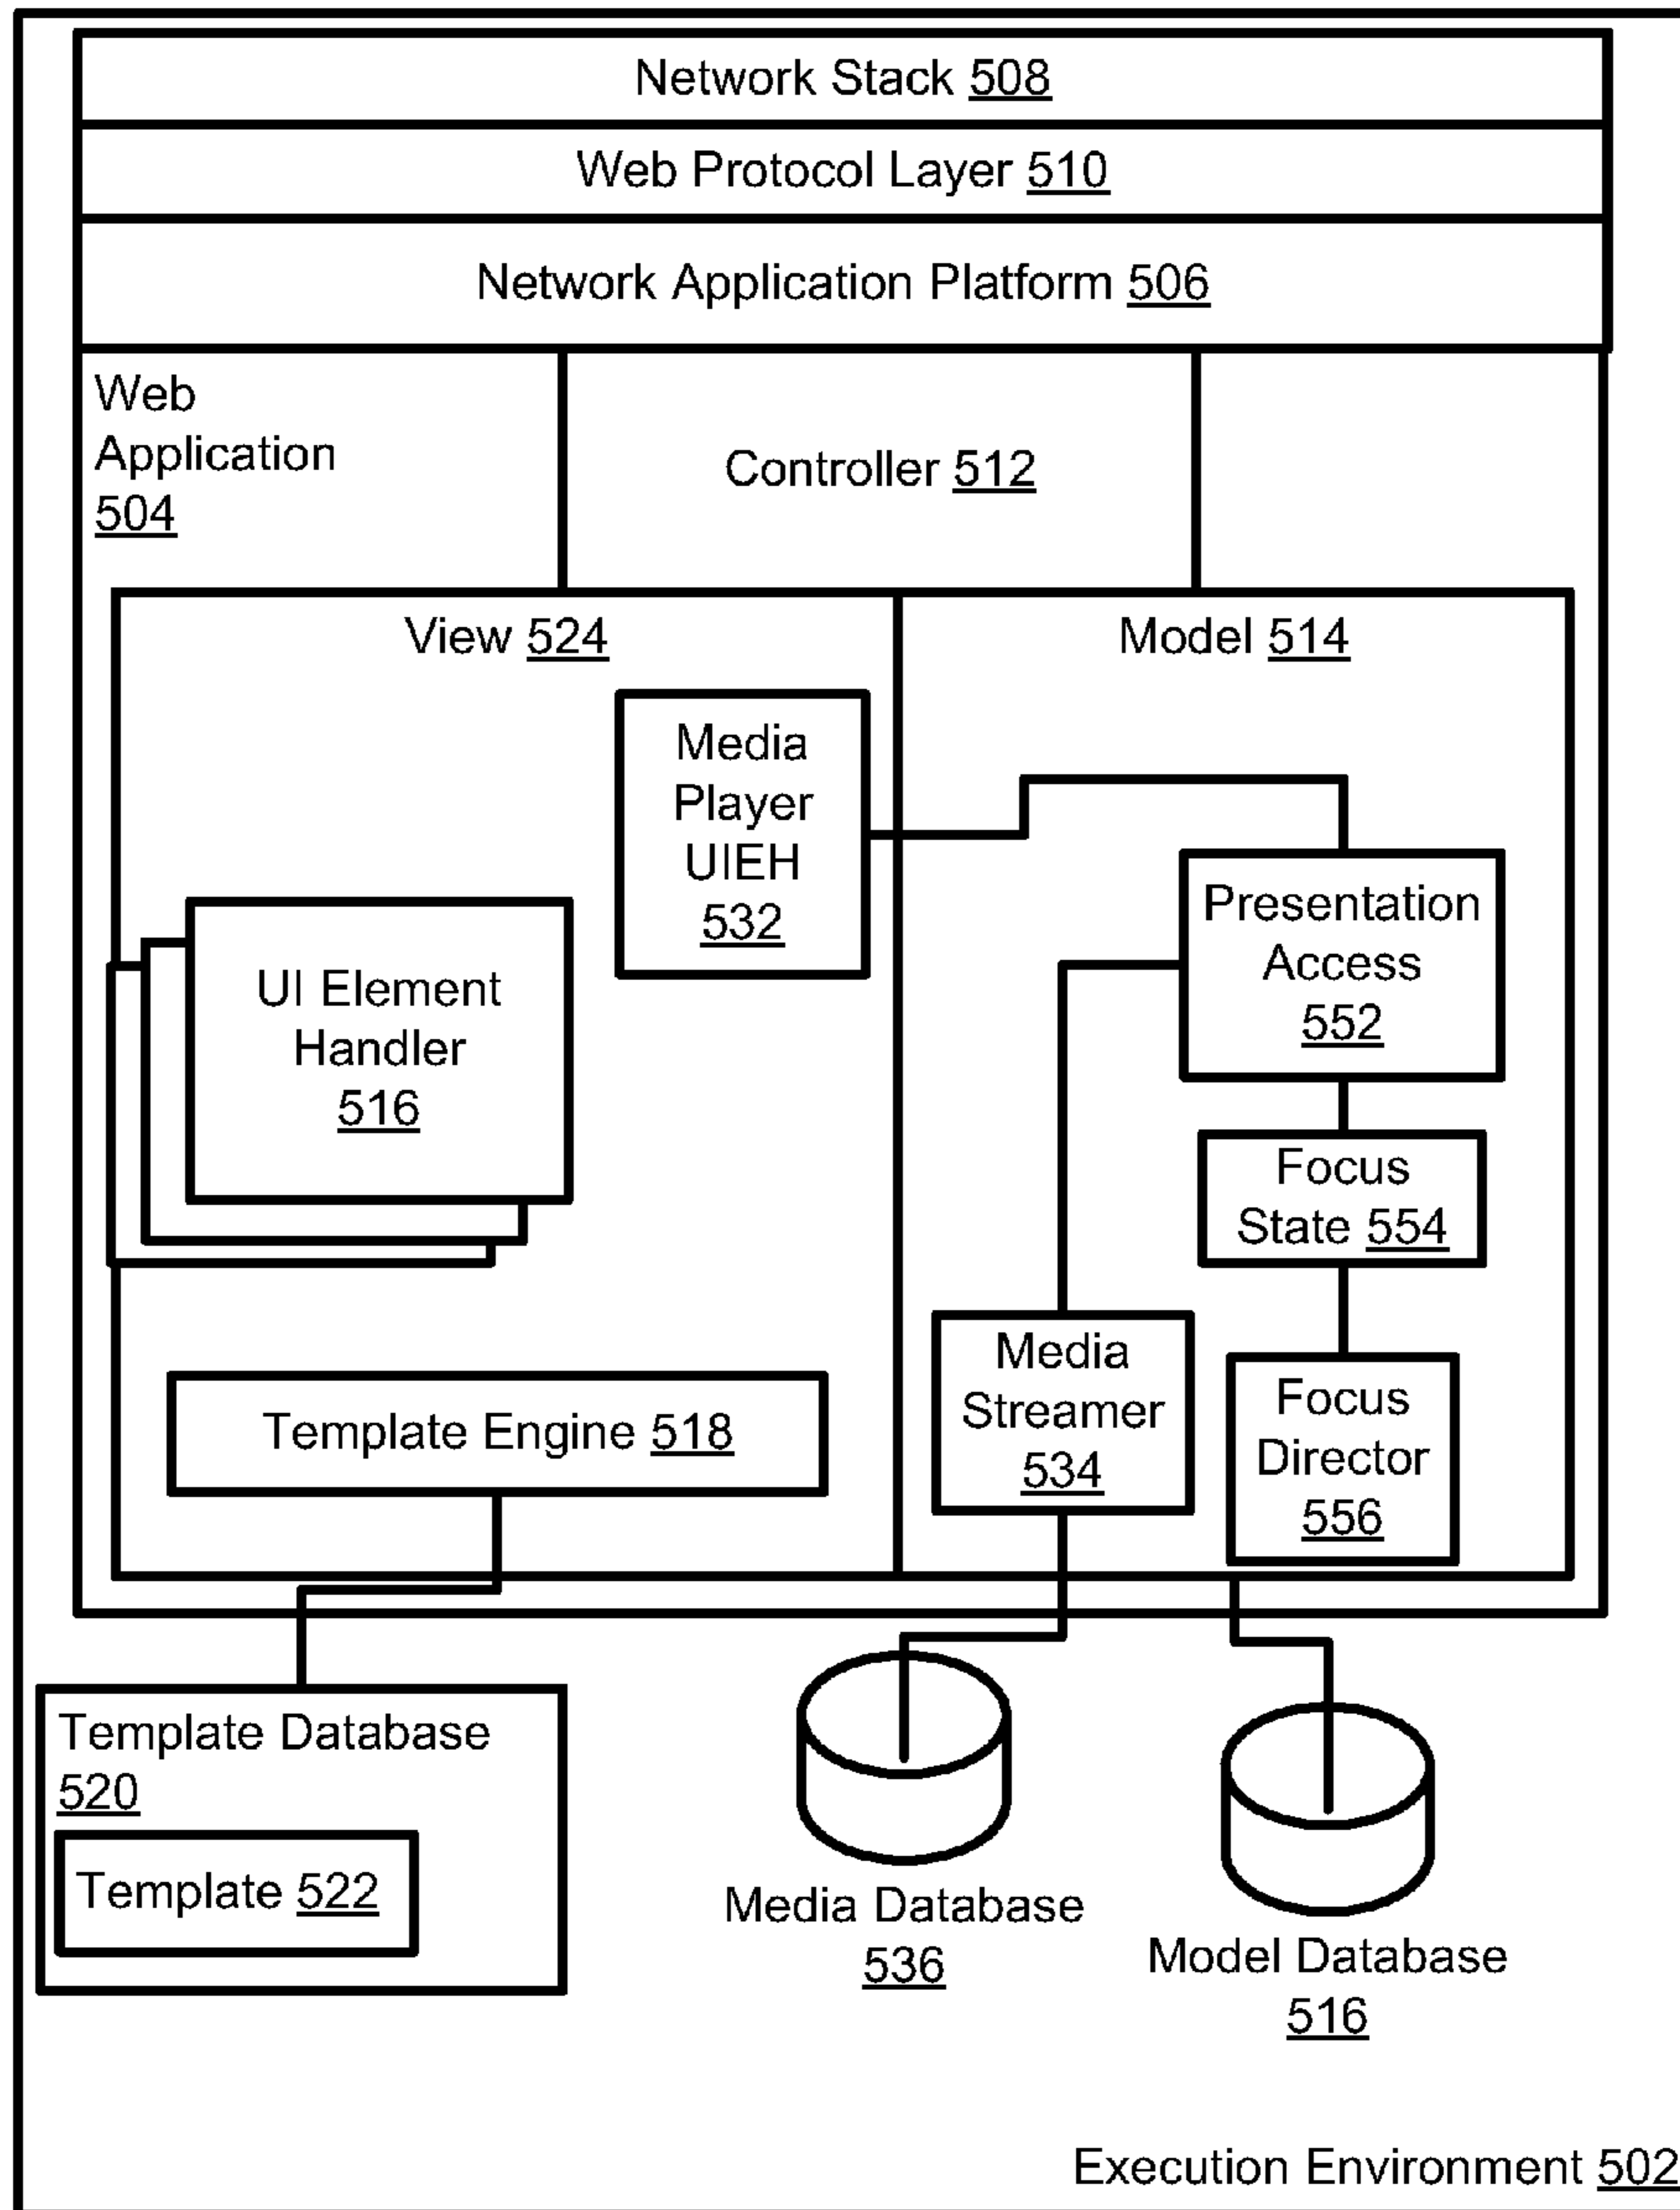 Network Stack 508
Web Protocol Layer 510
Network Application Platform 506
Web
Application
504
Controller 512
View 524
Model 514
Media
Player
UIEH
532
Presentation
Access
552
UI Element
Handler
516
Focus
State 554
Media
Streamer
534
Focus
Director
556
Template Engine 518
Template Database
520
Template 522
Media Database
536
Model Database
516
Execution Environment 502